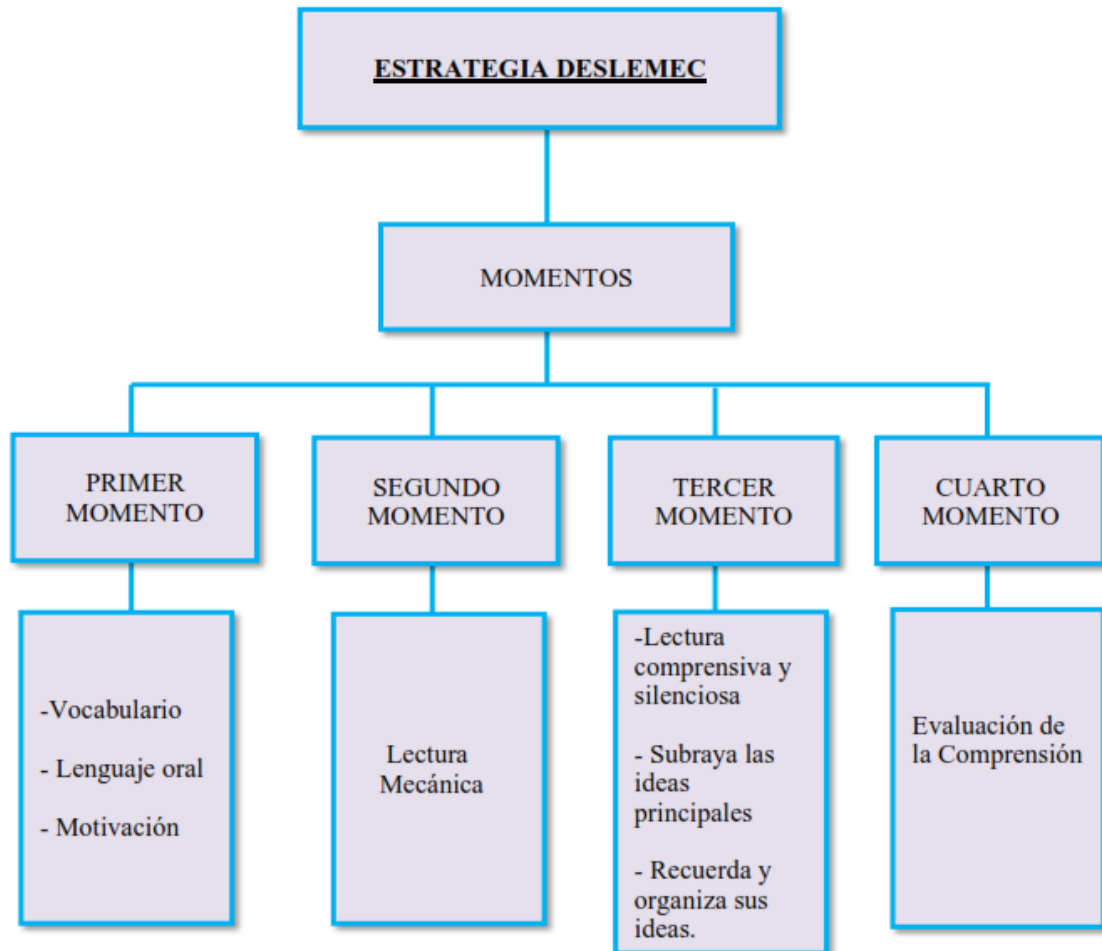 ESTRATEGIA DESLEMEC
MOMENTOS
PRIMER
MOMENTO
SEGUNDO
MOMENTO
TERCER
MOMENTO
CUARTO
MOMENTO
-Vocabulario
- Lenguaje oral
- Motivación
Lectura
Mecánica
-Lectura
comprensiva y
silenciosa
- Subraya las
ideas
principales
- Recuerda y
organiza sus
ideas.
Evaluación de
la Comprensión